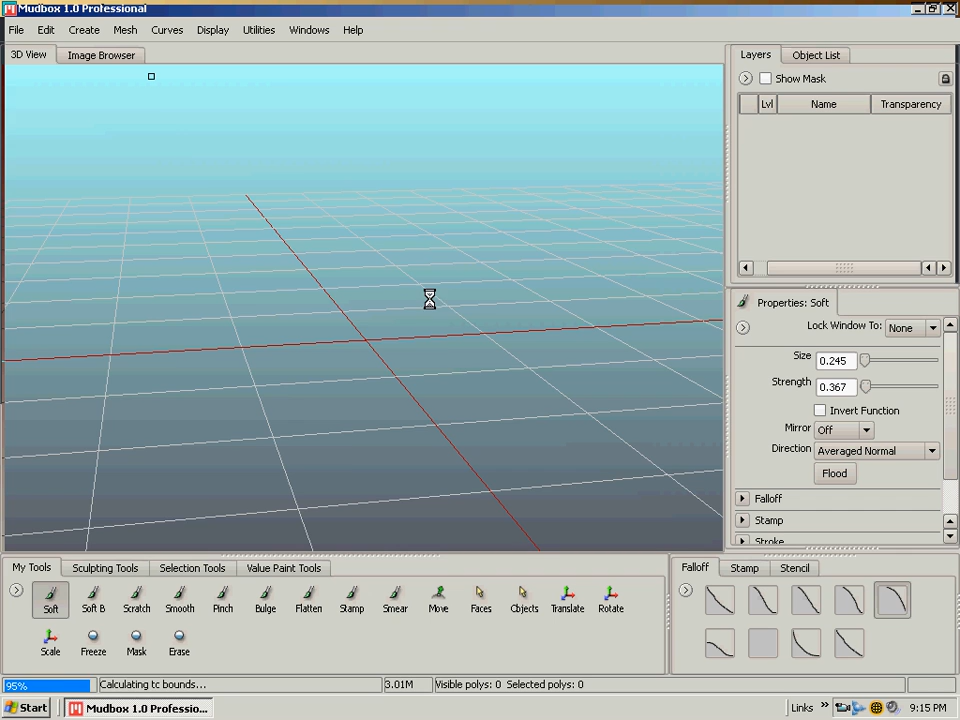 Mudbox 1.0 Professional
File Edit Create Mesh Curves Display Utilities Windows Help
3D View Image Browser
Layers Object List
Show Mask
Lvl Name Transparency
Properties: Soft
Lock Window To: None
Size 0.245
Strength 0.367
Invert Function
Mirror Off
Direction Averaged Normal
Flood
Falloff
Stamp
Stroke
My Tools Sculpting Tools Selection Tools Value Paint Tools
Soft Soft B Scratch Smooth Pinch Bulge Flatten Stamp Smear Move Faces Objects Translate Rotate
Scale Freeze Mask Erase
Falloff Stamp Stencil
95% Calculating tc bounds... 3.01M Visible polys: 0 Selected polys: 0
Start Mudbox 1.0 Professio... Links » 9:15 PM